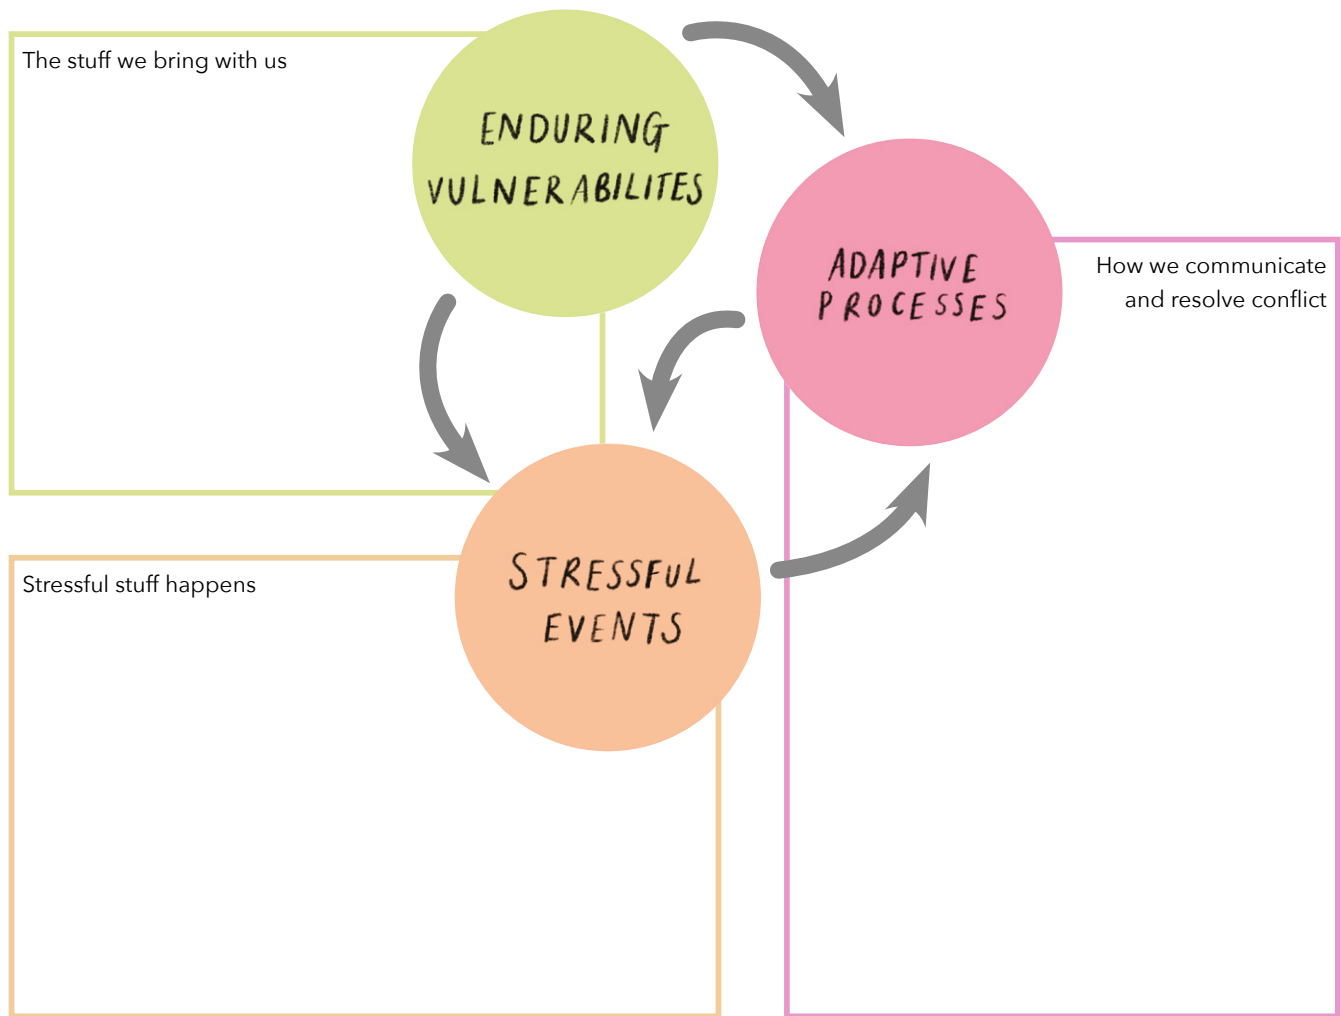 The stuff we bring with us
ENDURING
VULNERABILITES
ADAPTIVE
PROCESSES
How we communicate
and resolve conflict
STRESSFUL
EVENTS
Stressful stuff happens